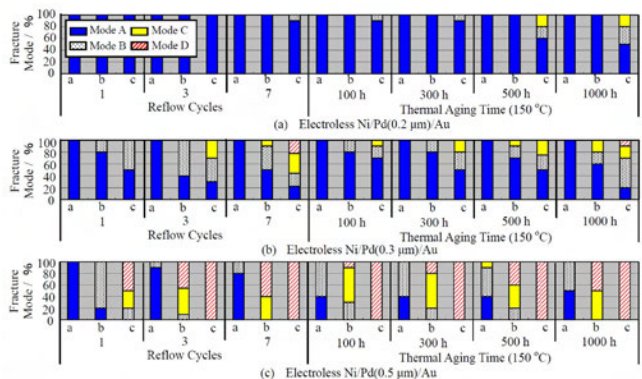 Fracture Mode / %
100
80
60
40
20
0
Mode A Mode C
Mode B Mode D
a b c a b c a b c a b c a b c a b c a b c
1 3 7 100 h 300 h 500 h 1000 h
Reflow Cycles Thermal Aging Time (150 °C)
(a) Electroless Ni/Pd(0.2 μm)/Au
Fracture Mode / %
100
80
60
40
20
0
a b c a b c a b c a b c a b c a b c a b c
1 3 7 100 h 300 h 500 h 1000 h
Reflow Cycles Thermal Aging Time (150 °C)
(b) Electroless Ni/Pd(0.3 μm)/Au
Fracture Mode / %
100
80
60
40
20
0
a b c a b c a b c a b c a b c a b c a b c
1 3 7 100 h 300 h 500 h 1000 h
Reflow Cycles Thermal Aging Time (150 °C)
(c) Electroless Ni/Pd(0.5 μm)/Au